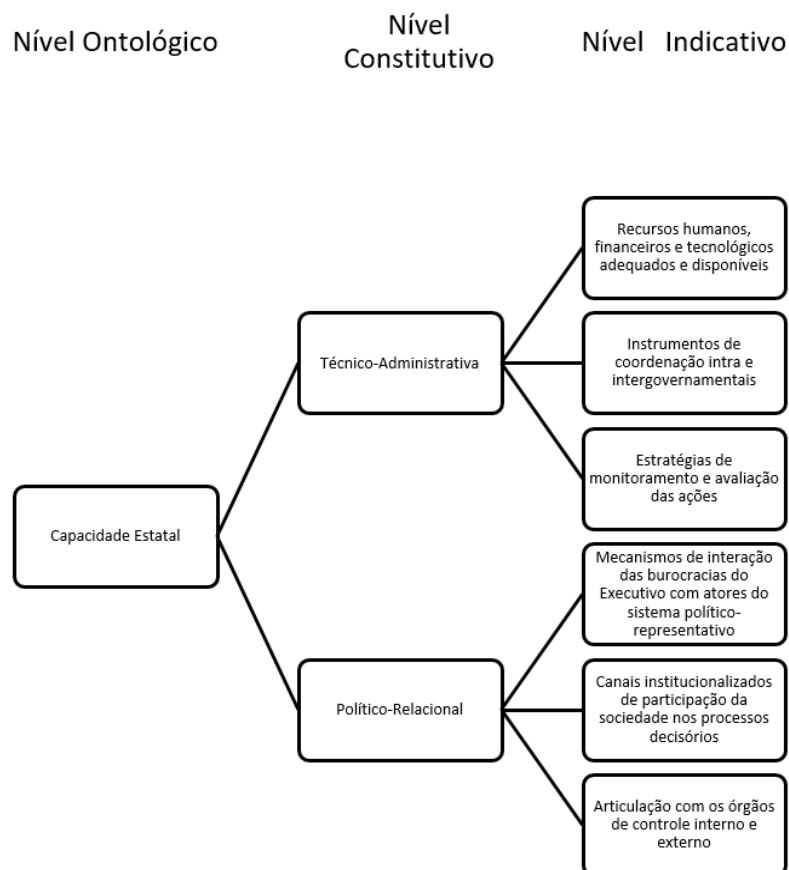 Nível Ontológico
Nível
Constitutivo
Nível Indicativo
Recursos humanos,
financeiros e tecnológicos
adequados e disponíveis
Técnico-Administrativa
Instrumentos de
coordenação intra e
intergovernamentais
Estratégias de
monitoramento e avaliação
das ações
Capacidade Estatal
Mecanismos de interação
das burocracias do
Executivo com atores do
sistema político-
representativo
Político-Relacional
Canais institucionalizados
de participação da
sociedade nos processos
decisórios
Articulação com os órgãos
de controle interno e
externo